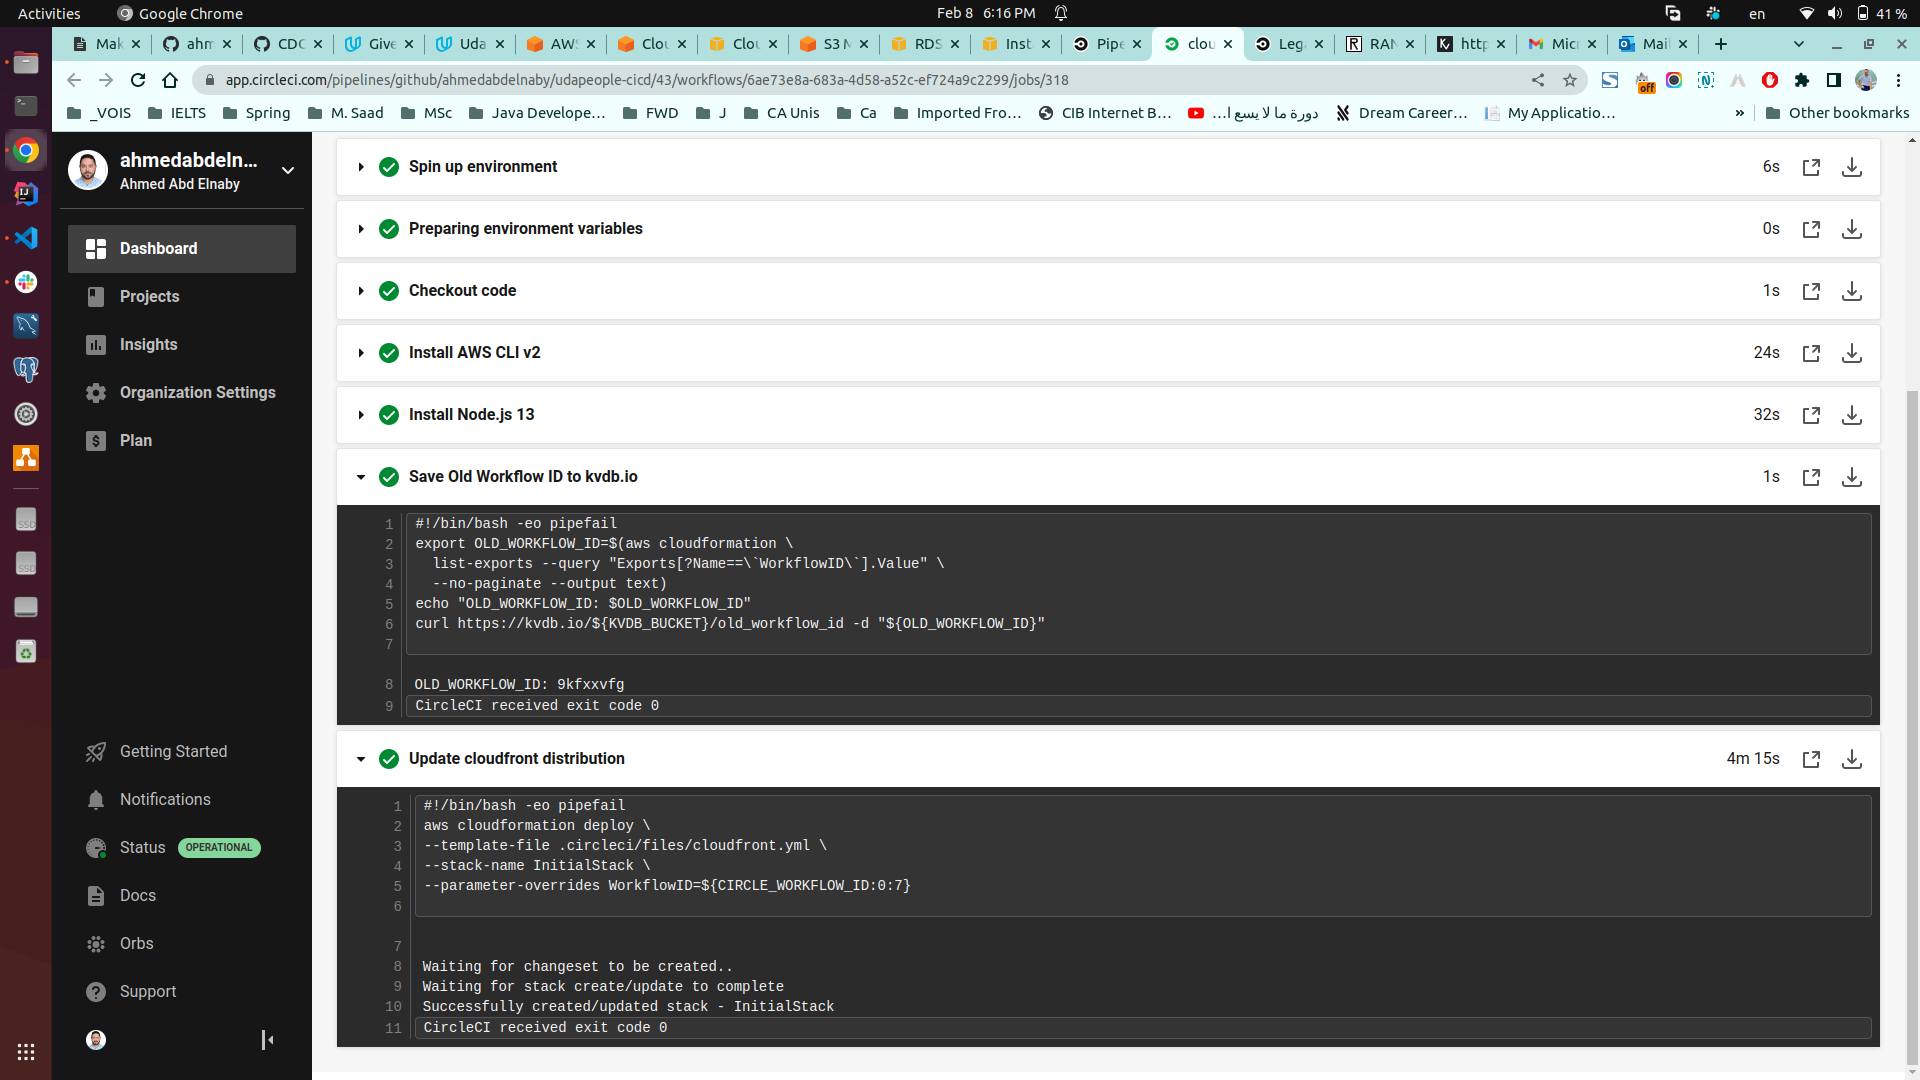 Activities
Google Chrome
Feb 8 6:16 PM
en
41 %
Mak
ahm
CDC
Give
Uda
AWS
Clou
Clou
S3 M
RDS
Inst
Pipe
clou
Leg
RAN
http
Micr
Mail
app.circleci.com/pipelines/github/ahmedabdelnaby/udapeople-cicd/43/workflows/6ae73e8a-683a-4d58-a52c-ef724a9c2299/jobs/318
off
_VOIS
IELTS
Spring
M. Saad
MSc
Java Develope...
FWD
J
CA Unis
Ca
Imported Fro...
CIB Internet B...
دورة ما لا يسع ا...
Dream Career...
My Applicatio...
»
Other bookmarks
ahmedabdeln...
Ahmed Abd Elnaby
Dashboard
Projects
Insights
Organization Settings
Plan
Getting Started
Notifications
Status OPERATIONAL
Docs
Orbs
Support
Spin up environment 6s
Preparing environment variables 0s
Checkout code 1s
Install AWS CLI v2 24s
Install Node.js 13 32s
Save Old Workflow ID to kvdb.io 1s
1 #!/bin/bash -eo pipefail
2 export OLD_WORKFLOW_ID=$(aws cloudformation \
3 list-exports --query "Exports[?Name==\`WorkflowID\`].Value" \
4 --no-paginate --output text)
5 echo "OLD_WORKFLOW_ID: $OLD_WORKFLOW_ID"
6 curl https://kvdb.io/${KVDB_BUCKET}/old_workflow_id -d "${OLD_WORKFLOW_ID}"
7
8 OLD_WORKFLOW_ID: 9kfxxvfg
9 CircleCI received exit code 0
Update cloudfront distribution 4m 15s
1 #!/bin/bash -eo pipefail
2 aws cloudformation deploy \
3 --template-file .circleci/files/cloudfront.yml \
4 --stack-name InitialStack \
5 --parameter-overrides WorkflowID=${CIRCLE_WORKFLOW_ID:0:7}
6
7
8 Waiting for changeset to be created..
9 Waiting for stack create/update to complete
10 Successfully created/updated stack - InitialStack
11 CircleCI received exit code 0